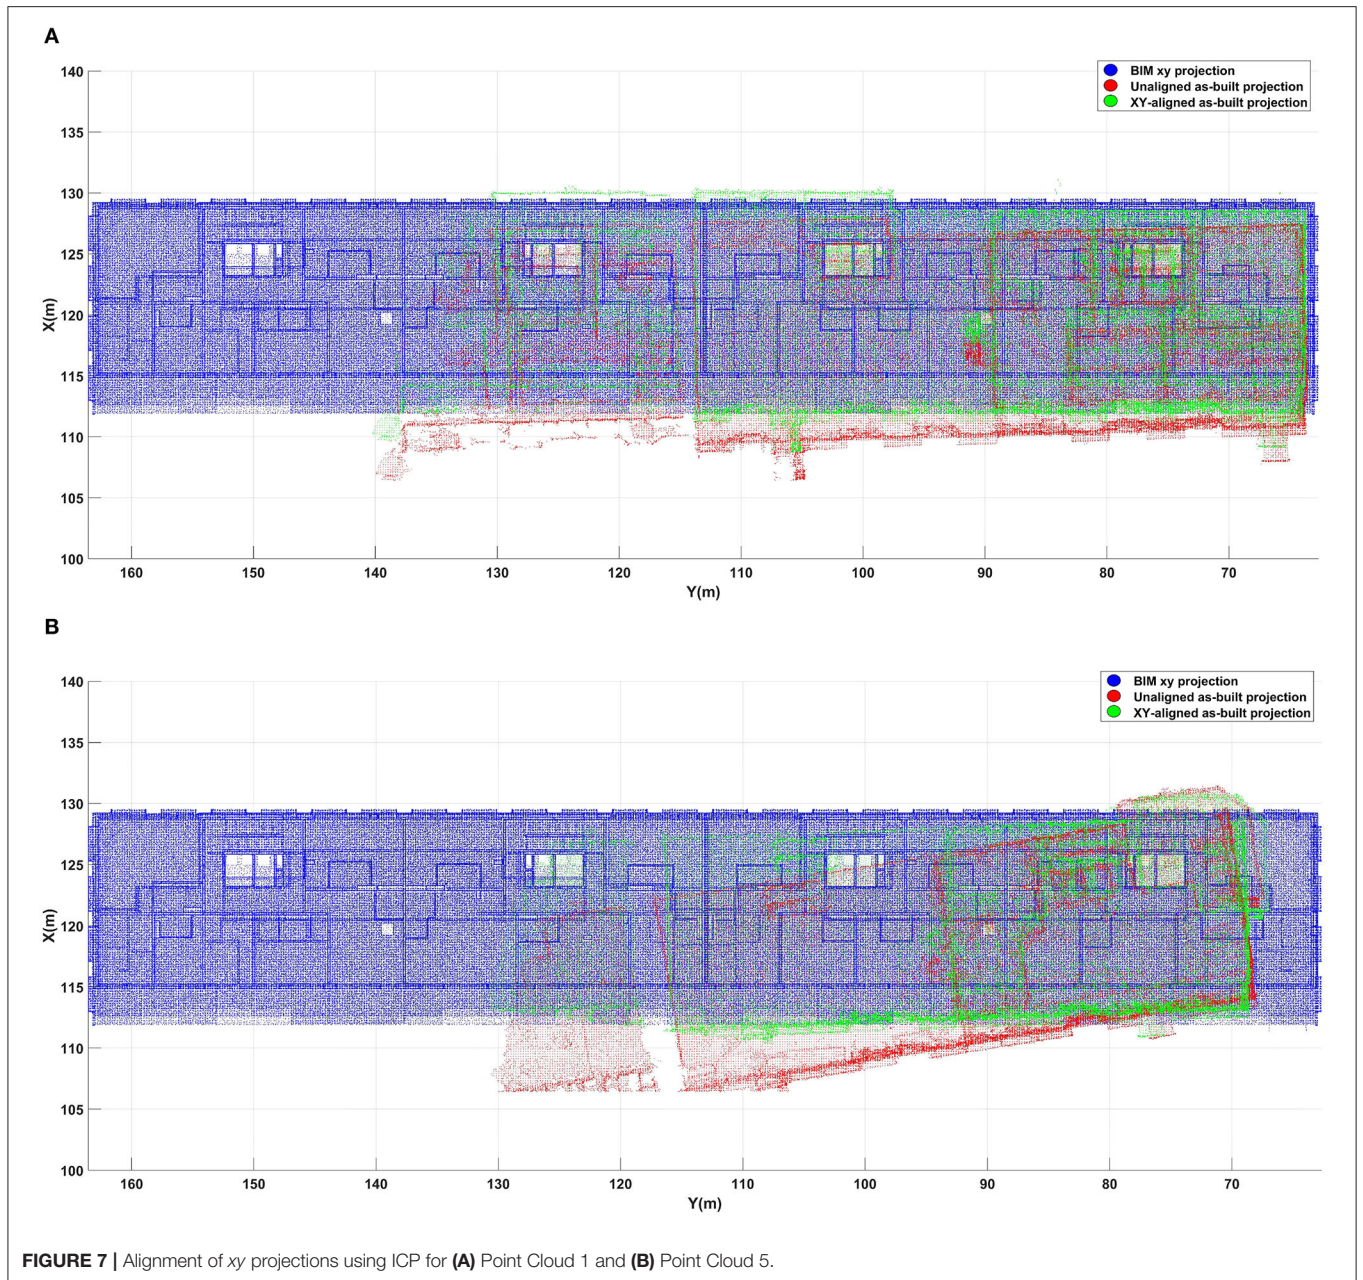 A
BIM xy projection
Unaligned as-built projection
XY-aligned as-built projection
140
135
130
125
120
115
110
105
100
X(m)
160 150 140 130 120 110 100 90 80 70
Y(m)
B
BIM xy projection
Unaligned as-built projection
XY-aligned as-built projection
140
135
130
125
120
115
110
105
100
X(m)
160 150 140 130 120 110 100 90 80 70
Y(m)
FIGURE 7 | Alignment of xy projections using ICP for (A) Point Cloud 1 and (B) Point Cloud 5.